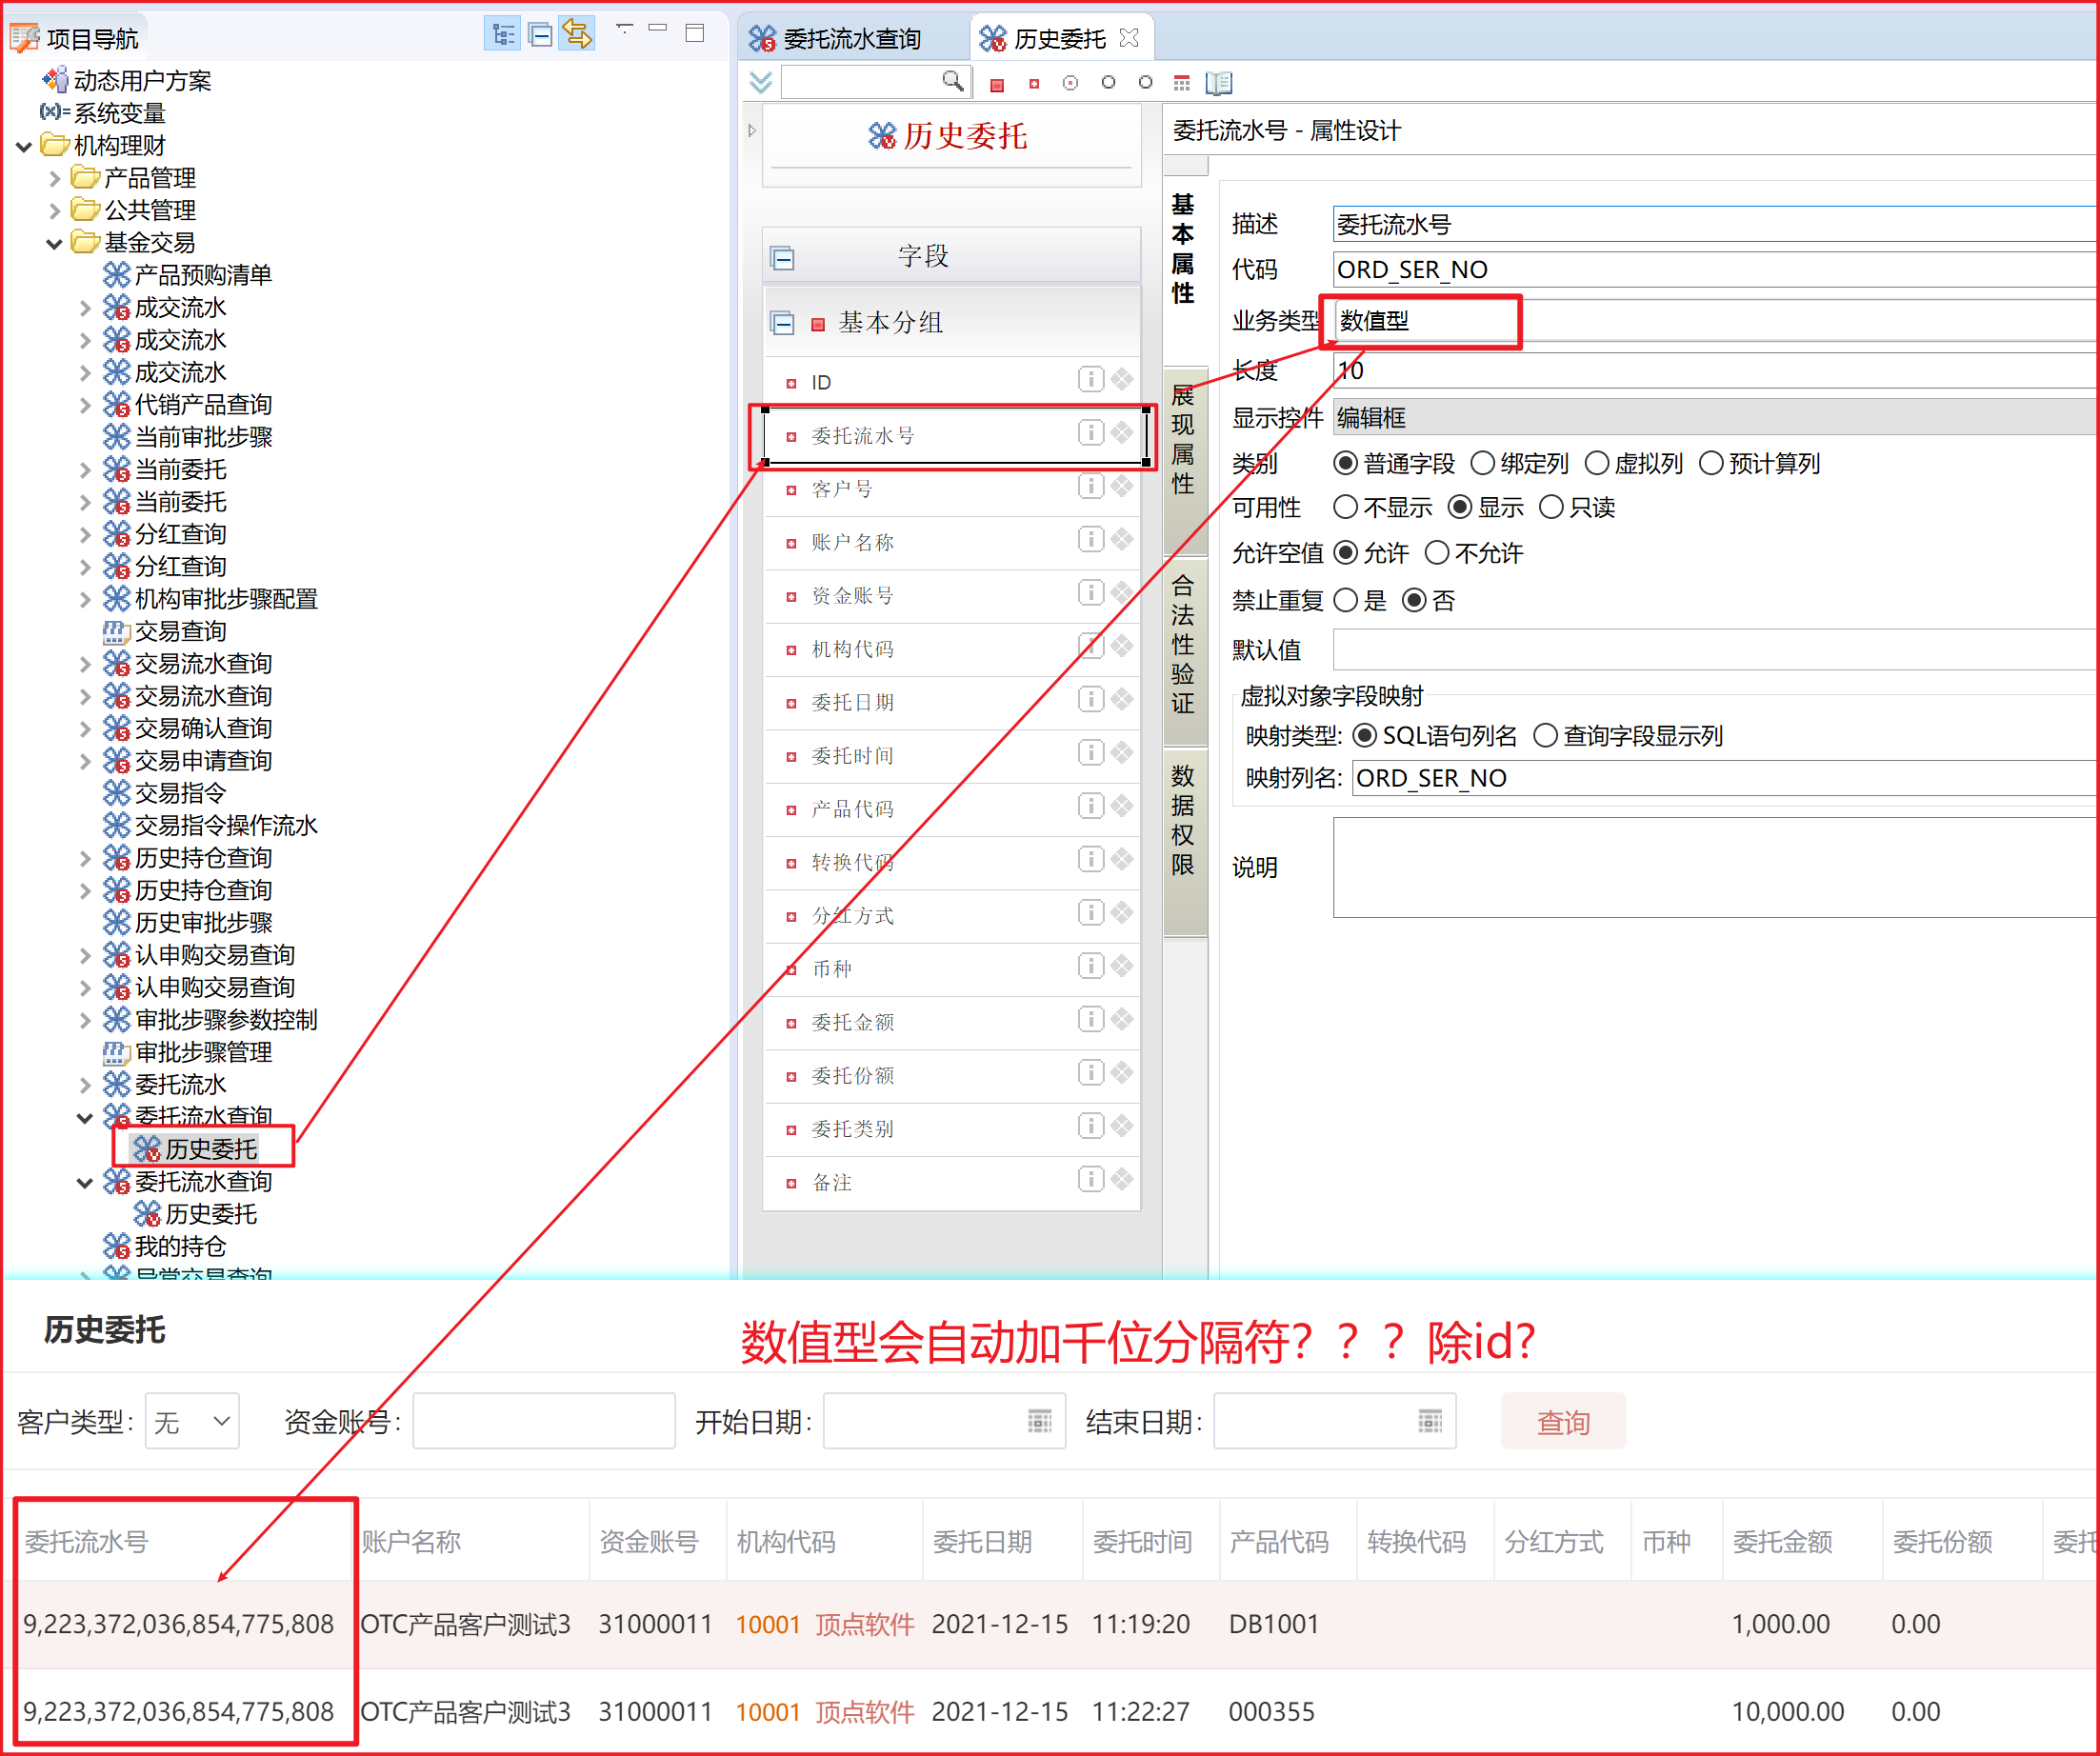 项目导航
动态用户方案
(x)= 系统变量
机构理财
产品管理
公共管理
基金交易
产品预购清单
成交流水
成交流水
成交流水
代销产品查询
当前审批步骤
当前委托
当前委托
分红查询
分红查询
机构审批步骤配置
交易查询
交易流水查询
交易流水查询
交易确认查询
交易申请查询
交易指令
交易指令操作流水
历史持仓查询
历史持仓查询
历史审批步骤
认申购交易查询
认申购交易查询
审批步骤参数控制
审批步骤管理
委托流水
委托流水查询
历史委托
委托流水查询
历史委托
我的持仓
异常交易查询
委托流水查询
历史委托
历史委托
字段
基本分组
ID
委托流水号
客户号
账户名称
资金账号
机构代码
委托日期
委托时间
产品代码
转换代码
分红方式
币种
委托金额
委托份额
委托类别
备注
委托流水号 - 属性设计
基本属性
展现属性
合法性验证
数据权限
描述 委托流水号
代码 ORD_SER_NO
业务类型 数值型
长度 10
显示控件 编辑框
类别 普通字段 绑定列 虚拟列 预计算列
可用性 不显示 显示 只读
允许空值 允许 不允许
禁止重复 是 否
默认值
虚拟对象字段映射
映射类型: SQL语句列名 查询字段显示列
映射列名: ORD_SER_NO
说明
历史委托
数值型会自动加千位分隔符？？？除id?
客户类型: 无 资金账号: 开始日期: 结束日期: 查询
委托流水号 账户名称 资金账号 机构代码 委托日期 委托时间 产品代码 转换代码 分红方式 币种 委托金额 委托份额 委托
9,223,372,036,854,775,808 OTC产品客户测试3 31000011 10001 顶点软件 2021-12-15 11:19:20 DB1001 1,000.00 0.00
9,223,372,036,854,775,808 OTC产品客户测试3 31000011 10001 顶点软件 2021-12-15 11:22:27 000355 10,000.00 0.00